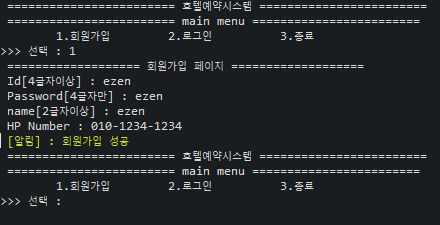 ======================== 호텔예약시스템 ========================
======================== main menu ========================
1.회원가입 2.로그인 3.종료
>>> 선택 : 1
=================== 회원가입 페이지 ===================
Id[4글자이상] : ezen
Password[4글자만] : ezen
name[2글자이상] : ezen
HP Number : 010-1234-1234
[알림] : 회원가입 성공
======================== 호텔예약시스템 ========================
======================== main menu ========================
1.회원가입 2.로그인 3.종료
>>> 선택 :